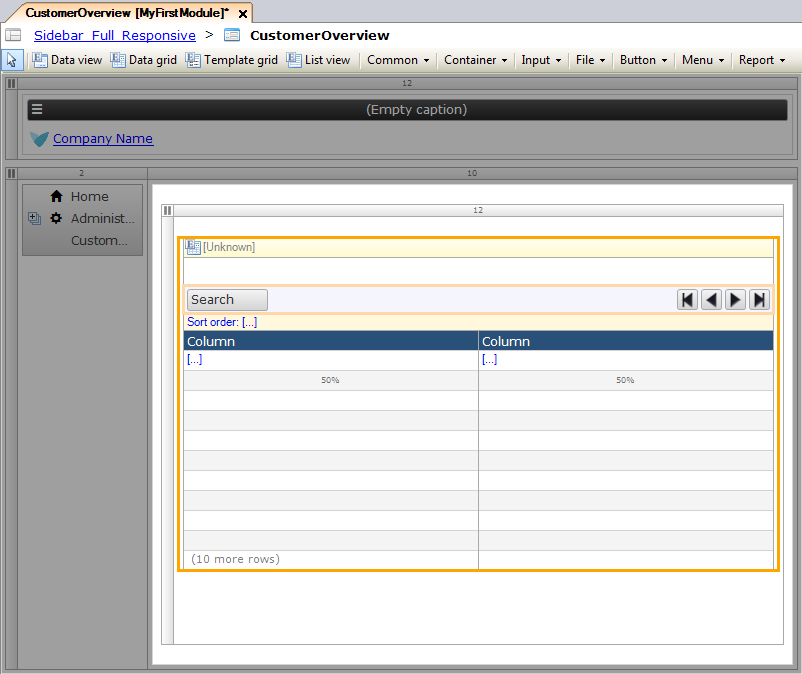 CustomerOverview [MyFirstModule]*
Sidebar_Full_Responsive > CustomerOverview
Data view Data grid Template grid List view Common Container Input File Button Menu Report
12
(Empty caption)
Company Name
2 10
Home
Administ...
Custom...
12
[Unknown]
Search
Sort order: [...]
Column Column
[...] [...]
50% 50%
(10 more rows)